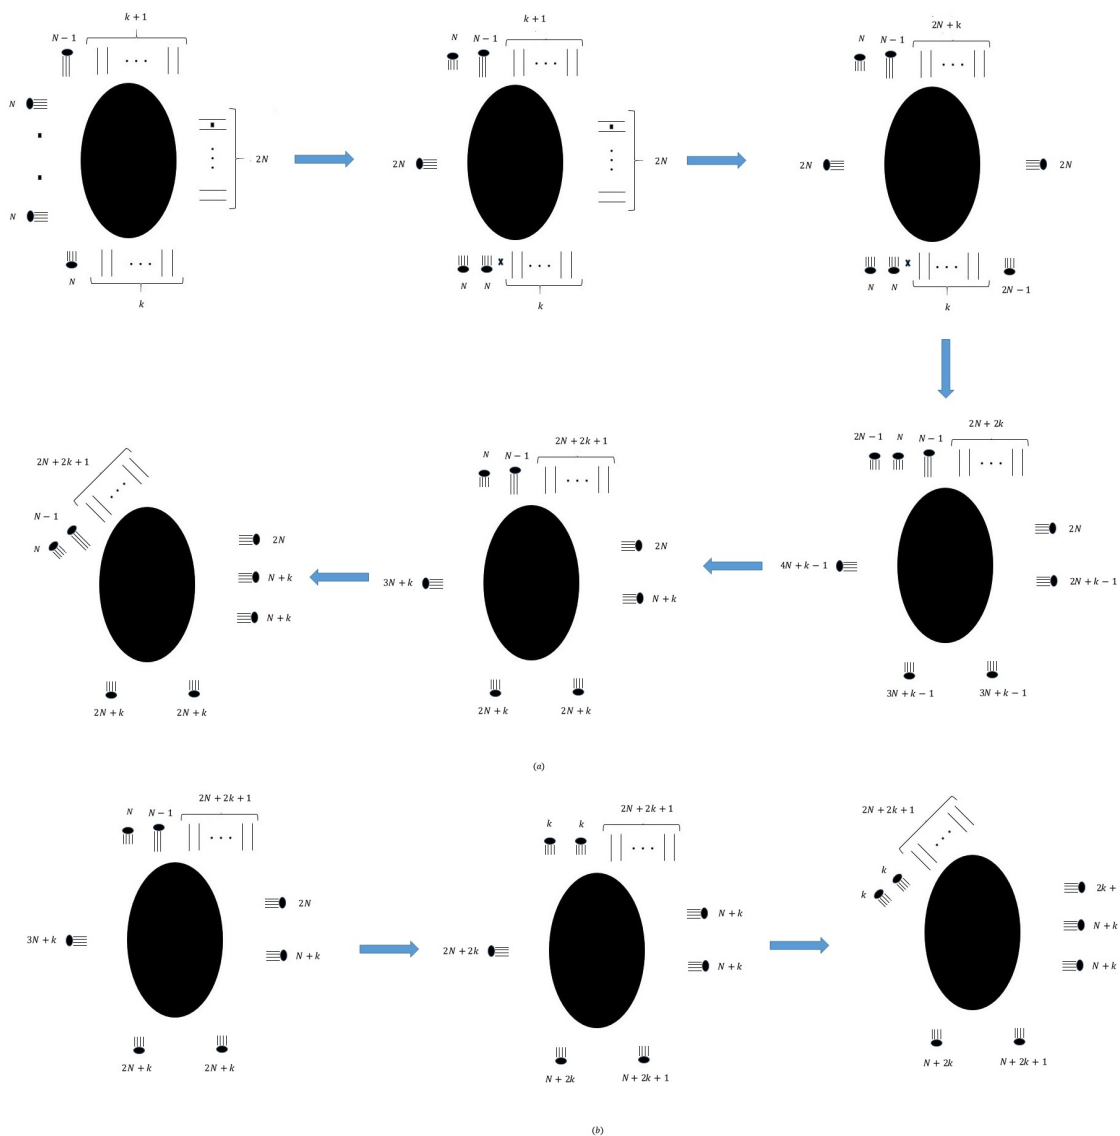 k + 1
N − 1
N
2N
N
N
k
k + 1
N
N − 1
2N
2N
x
N
N
k
2N + k
N
N − 1
2N
2N
x
N
N
k
2N − 1
2N + 2k + 1
N − 1
N
2N
N + k
N + k
2N + k
2N + k
2N + 2k + 1
N
N − 1
2N
3N + k
N + k
2N + k
2N + k
2N + 2k
2N − 1
N
N − 1
2N
4N + k − 1
2N + k − 1
3N + k − 1
3N + k − 1
(a)
2N + 2k + 1
N
N − 1
2N
3N + k
N + k
2N + k
2N + k
2N + 2k + 1
k
k
N + k
2N + 2k
N + k
N + 2k
N + 2k + 1
2N + 2k + 1
k
k
2k +
N + k
N + k
N + 2k
N + 2k + 1
(b)